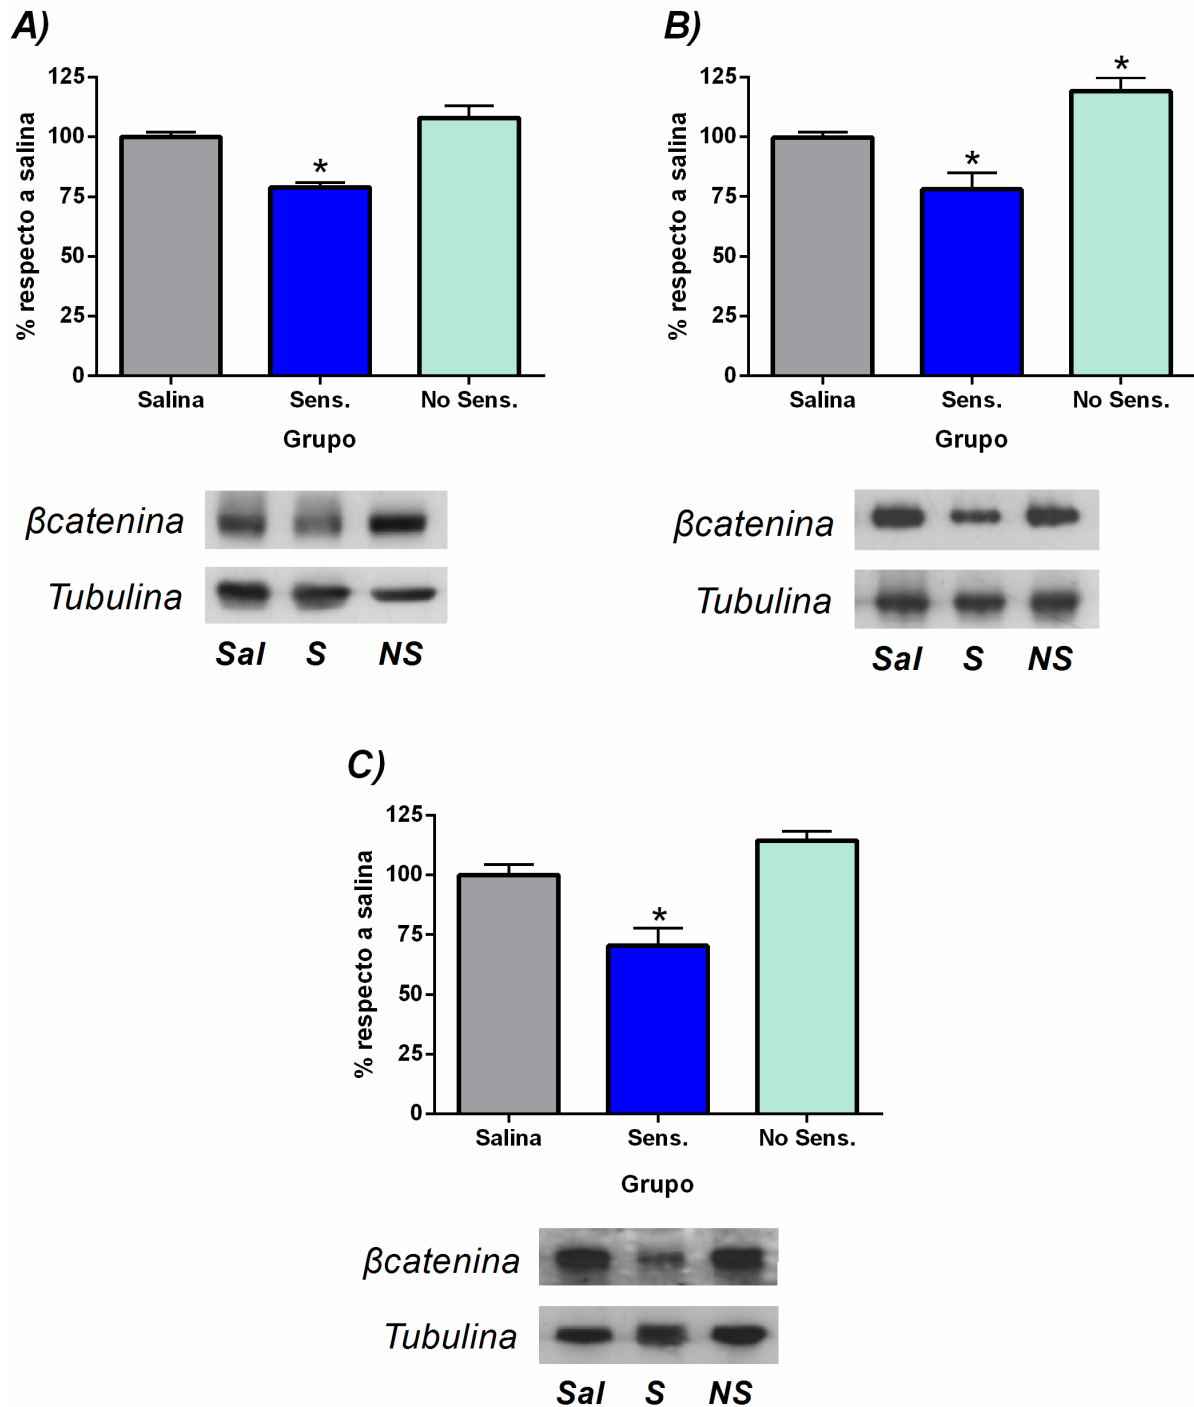 A)
125
100
75
50
25
0
% respecto a salina
*
Salina Sens. No Sens.
Grupo
βcatenina
Tubulina
Sal S NS
B)
125
100
75
50
25
0
% respecto a salina
*
*
Salina Sens. No Sens.
Grupo
βcatenina
Tubulina
Sal S NS
C)
125
100
75
50
25
0
% respecto a salina
*
Salina Sens. No Sens.
Grupo
βcatenina
Tubulina
Sal S NS